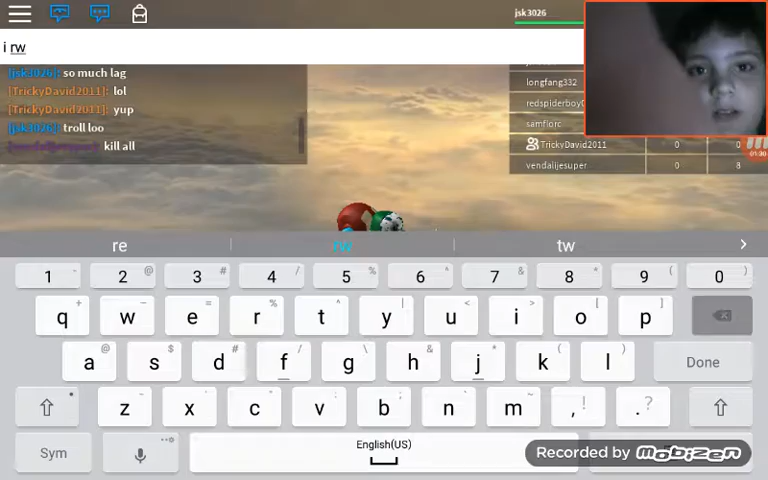 jsk3026
i rw
[jsk3026]: so much lag
[TrickyDavid2011]: lol
[TrickyDavid2011]: yup
[jsk3026]: troll loo
kill all
longfang332
samflorc
TrickyDavid2011 0 0
vendalijesuper 0 8
re rw tw
1 2 @ 3 # 4 / 5 % 6 ^ 7 & 8 * 9 ( 0 )
q + w − e = r % t ^ y | u < i > o [ p ]
a @ s $ d # f / g \ h & j * k ( l ) Done
z x c v b n m , ! . ?
Sym English(US)
Recorded by mobizen